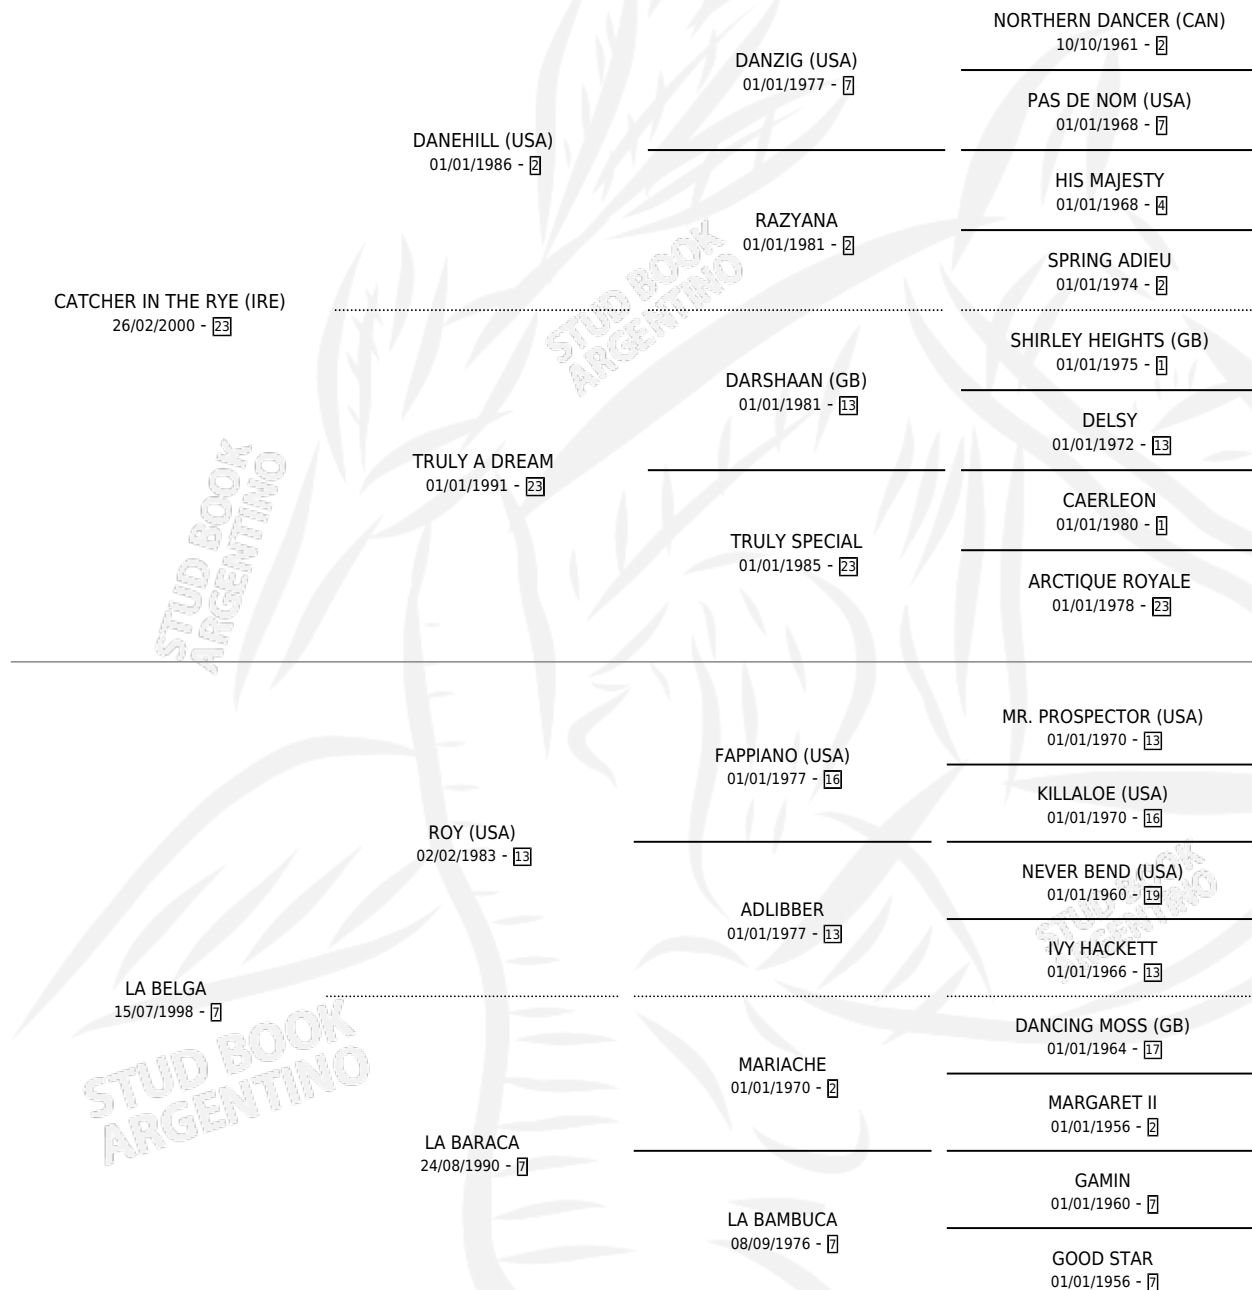 NORTHERN DANCER (CAN)
10/10/1961 - 2
DANZIG (USA)
01/01/1977 - 7
PAS DE NOM (USA)
01/01/1968 - 7
DANEHILL (USA)
01/01/1986 - 2
HIS MAJESTY
01/01/1968 - 4
RAZYANA
01/01/1981 - 2
SPRING ADIEU
01/01/1974 - 2
CATCHER IN THE RYE (IRE)
26/02/2000 - 23
STUD BOOK
ARGENTINO
SHIRLEY HEIGHTS (GB)
01/01/1975 - 1
DARSHAAN (GB)
01/01/1981 - 13
DELSY
01/01/1972 - 13
TRULY A DREAM
01/01/1991 - 23
CAERLEON
01/01/1980 - 1
TRULY SPECIAL
01/01/1985 - 23
ARCTIQUE ROYALE
01/01/1978 - 23
STUD BOOK
ARGENTINO
MR. PROSPECTOR (USA)
01/01/1970 - 13
FAPPIANO (USA)
01/01/1977 - 16
KILLALOE (USA)
01/01/1970 - 16
ROY (USA)
02/02/1983 - 13
NEVER BEND (USA)
01/01/1960 - 19
ADLIBBER
01/01/1977 - 13
STUD BOOK
ARGENTINO
IVY HACKETT
01/01/1966 - 13
LA BELGA
15/07/1998 - 7
DANCING MOSS (GB)
01/01/1964 - 17
MARIACHE
01/01/1970 - 2
MARGARET II
01/01/1956 - 2
STUD BOOK
ARGENTINO
LA BARACA
24/08/1990 - 7
GAMIN
01/01/1960 - 7
LA BAMBUCA
08/09/1976 - 7
GOOD STAR
01/01/1956 - 7